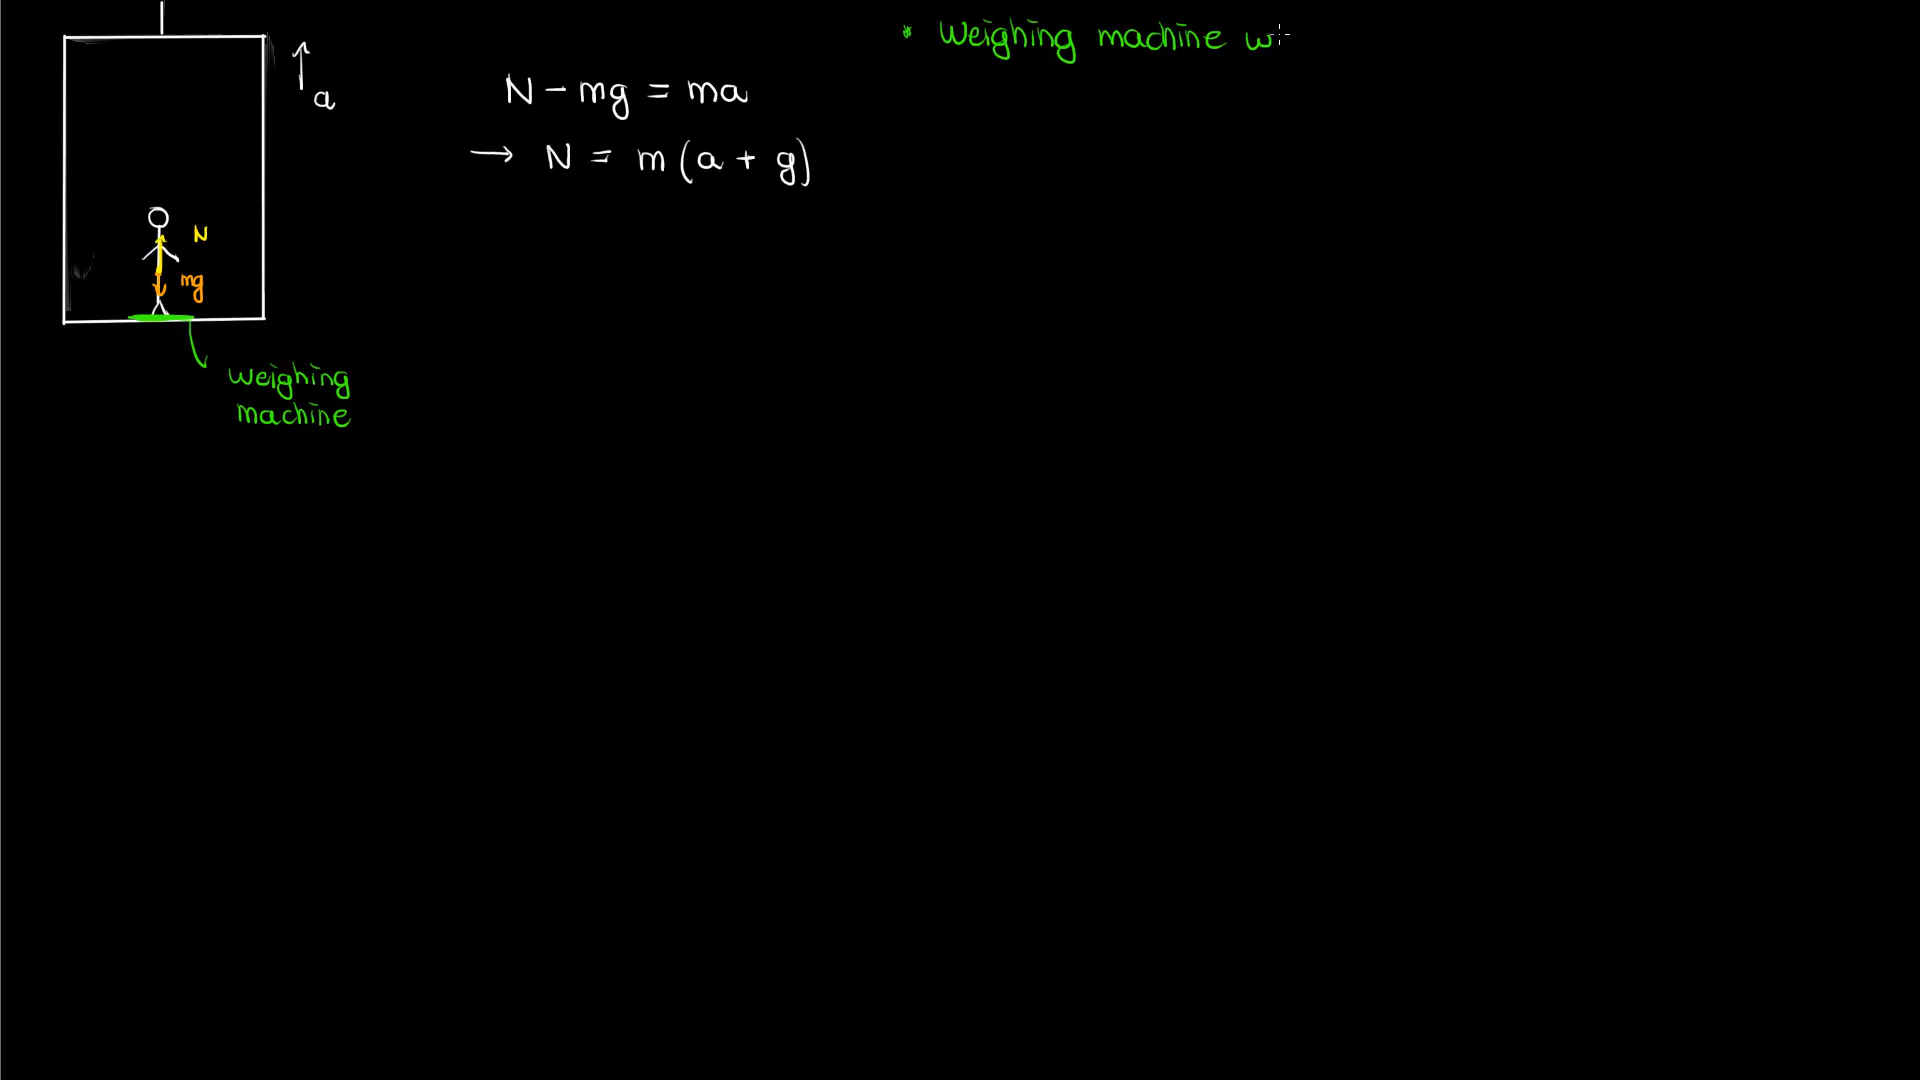 * Weighing machine w
a
N - mg = ma
→ N = m (a + g)
N
mg
weighing
machine